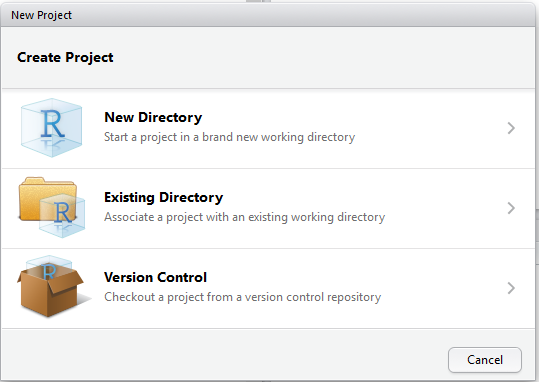 New Project
Create Project
R
New Directory
Start a project in a brand new working directory
R
Existing Directory
Associate a project with an existing working directory
R
Version Control
Checkout a project from a version control repository
Cancel